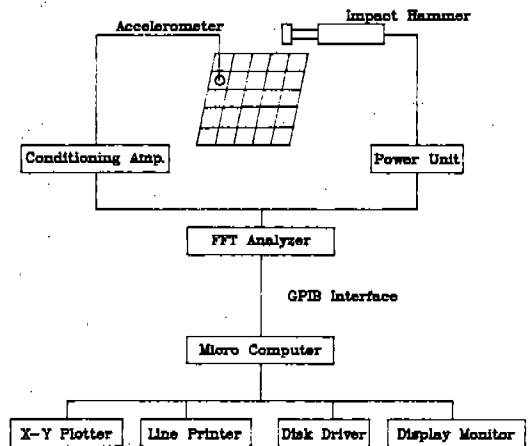 Impact Hammer
Accelerometer
Conditioning Amp.
Power Unit
FFT Analyzer
GPIB Interface
Micro Computer
X-Y Plotter
Line Printer
Disk Driver
Display Monitor